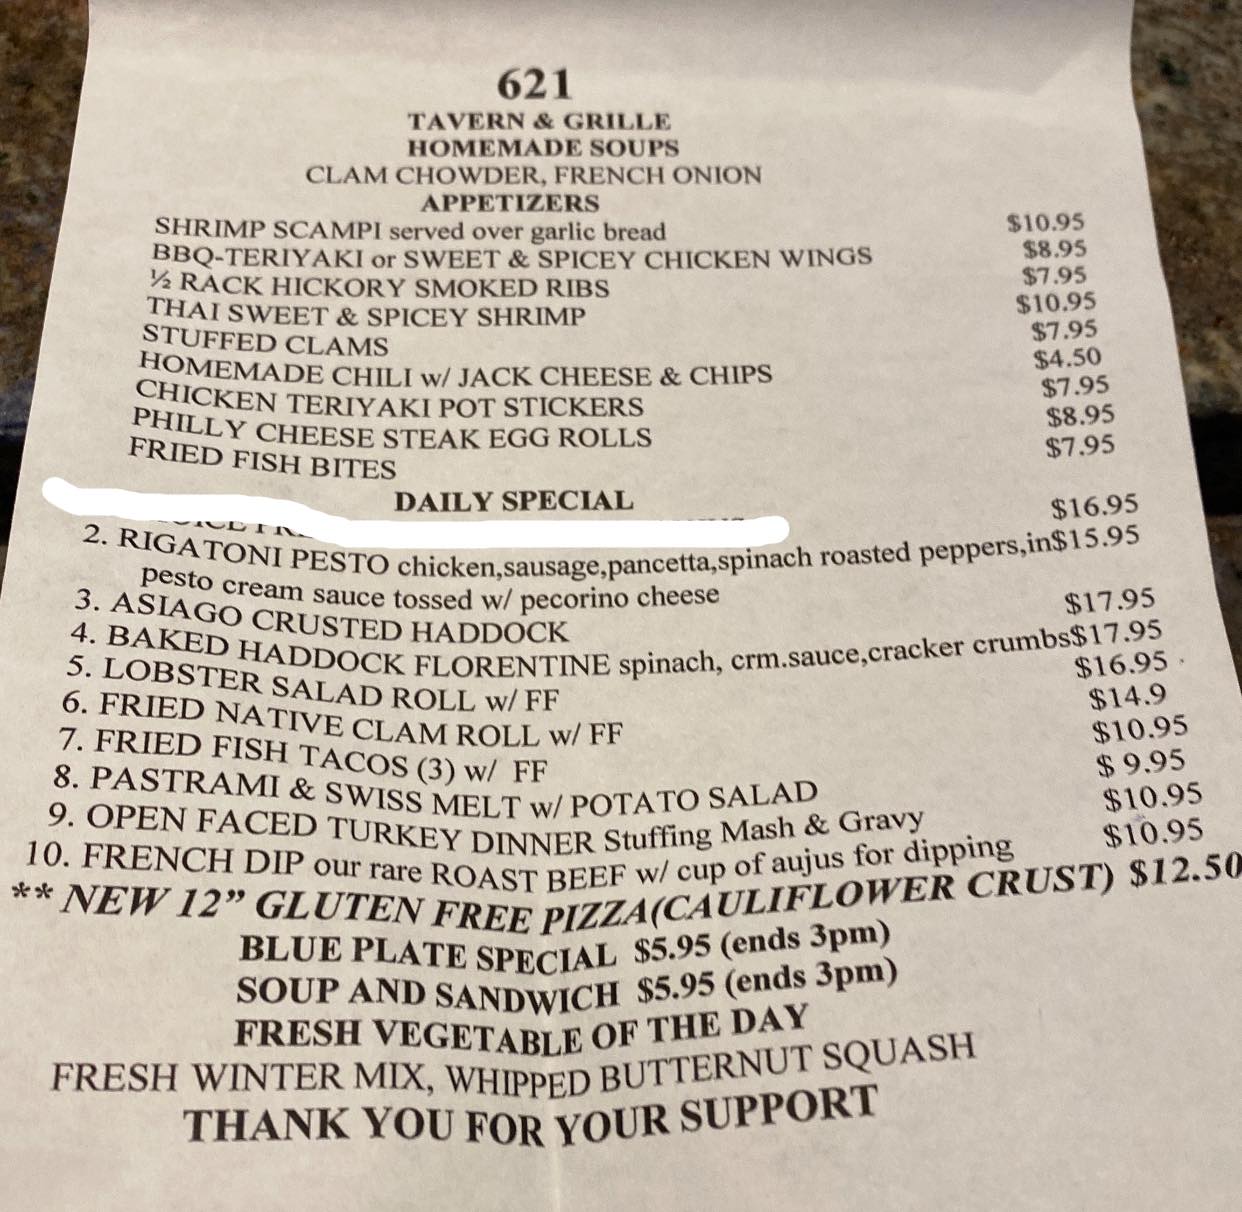 621
TAVERN & GRILLE
HOMEMADE SOUPS
CLAM CHOWDER, FRENCH ONION
APPETIZERS
SHRIMP SCAMPI served over garlic bread $10.95
BBQ-TERIYAKI or SWEET & SPICEY CHICKEN WINGS $8.95
½ RACK HICKORY SMOKED RIBS $7.95
THAI SWEET & SPICEY SHRIMP $10.95
STUFFED CLAMS $7.95
HOMEMADE CHILI w/ JACK CHEESE & CHIPS $4.50
CHICKEN TERIYAKI POT STICKERS $7.95
PHILLY CHEESE STEAK EGG ROLLS $8.95
FRIED FISH BITES $7.95
DAILY SPECIAL
$16.95
2. RIGATONI PESTO chicken,sausage,pancetta,spinach roasted peppers,in$15.95
pesto cream sauce tossed w/ pecorino cheese
3. ASIAGO CRUSTED HADDOCK $17.95
4. BAKED HADDOCK FLORENTINE spinach, crm.sauce,cracker crumbs$17.95
5. LOBSTER SALAD ROLL w/ FF $16.95
6. FRIED NATIVE CLAM ROLL w/ FF $14.9
7. FRIED FISH TACOS (3) w/ FF $10.95
8. PASTRAMI & SWISS MELT w/ POTATO SALAD $ 9.95
9. OPEN FACED TURKEY DINNER Stuffing Mash & Gravy $10.95
10. FRENCH DIP our rare ROAST BEEF w/ cup of aujus for dipping $10.95
** NEW 12” GLUTEN FREE PIZZA(CAULIFLOWER CRUST) $12.50
BLUE PLATE SPECIAL $5.95 (ends 3pm)
SOUP AND SANDWICH $5.95 (ends 3pm)
FRESH VEGETABLE OF THE DAY
FRESH WINTER MIX, WHIPPED BUTTERNUT SQUASH
THANK YOU FOR YOUR SUPPORT